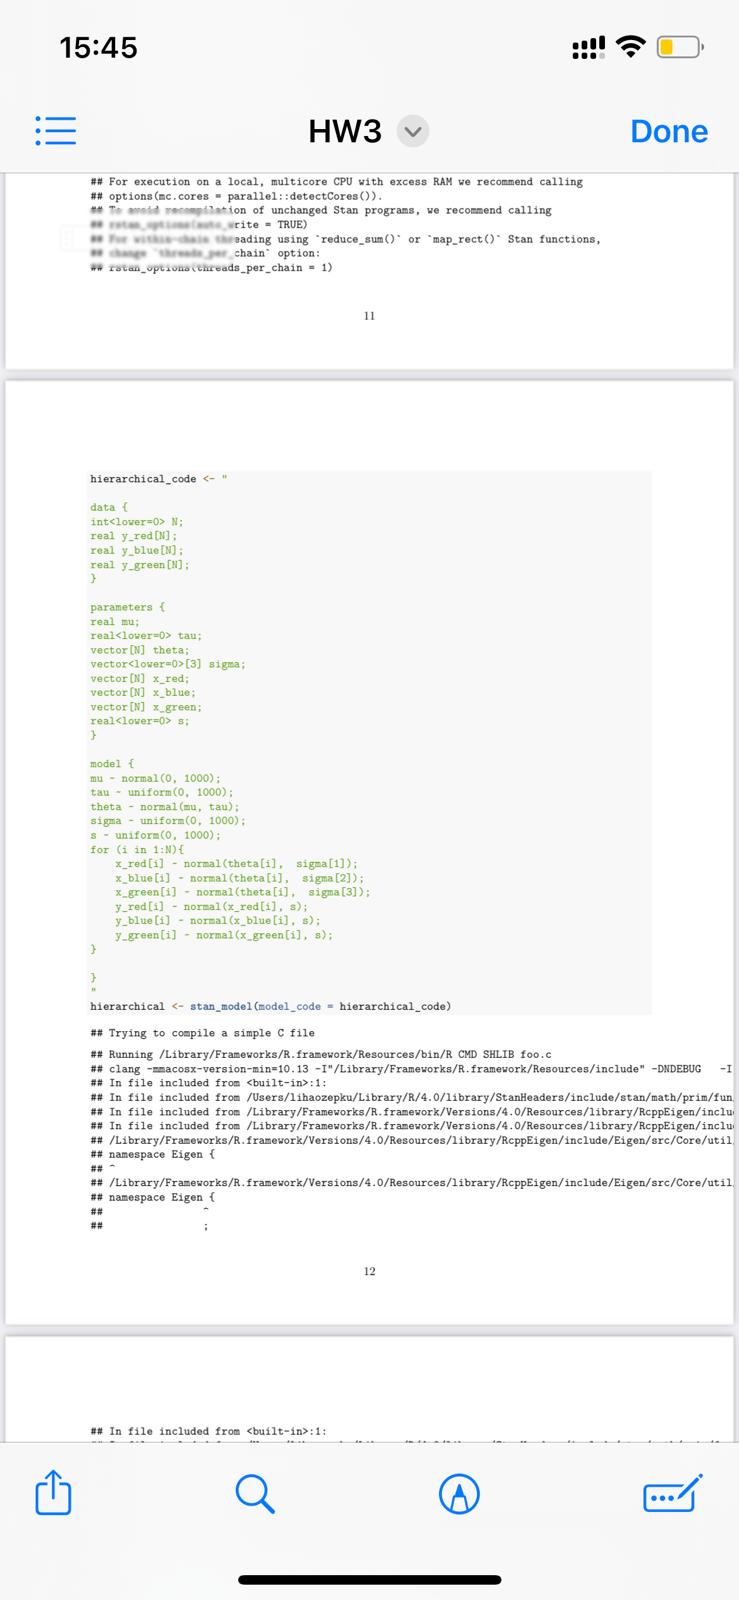 15:45
HW3
Done
## For execution on a local, multicore CPU with excess RAM we recommend calling
## options(mc.cores = parallel::detectCores()).
## To avoid recompilation of unchanged Stan programs, we recommend calling
## rstan_options(auto_write = TRUE)
## For within-chain threading using `reduce_sum()` or `map_rect()` Stan functions,
## change `threads_per_chain` option:
## rstan_options(threads_per_chain = 1)
11
hierarchical_code <- "
data {
int<lower=0> N;
real y_red[N];
real y_blue[N];
real y_green[N];
}
parameters {
real mu;
real<lower=0> tau;
vector[N] theta;
vector<lower=0>[3] sigma;
vector[N] x_red;
vector[N] x_blue;
vector[N] x_green;
real<lower=0> s;
}
model {
mu ~ normal(0, 1000);
tau ~ uniform(0, 1000);
theta ~ normal(mu, tau);
sigma ~ uniform(0, 1000);
s ~ uniform(0, 1000);
for (i in 1:N){
x_red[i] ~ normal(theta[i],  sigma[1]);
x_blue[i] ~ normal(theta[i],  sigma[2]);
x_green[i] ~ normal(theta[i],  sigma[3]);
y_red[i] ~ normal(x_red[i], s);
y_blue[i] ~ normal(x_blue[i], s);
y_green[i] ~ normal(x_green[i], s);
}
}
"
hierarchical <- stan_model(model_code = hierarchical_code)
## Trying to compile a simple C file
## Running /Library/Frameworks/R.framework/Resources/bin/R CMD SHLIB foo.c
## clang -mmacosx-version-min=10.13 -I"/Library/Frameworks/R.framework/Resources/include" -DNDEBUG   -I
## In file included from <built-in>:1:
## In file included from /Users/lihaozepku/Library/R/4.0/library/StanHeaders/include/stan/math/prim/fun
## In file included from /Library/Frameworks/R.framework/Versions/4.0/Resources/library/RcppEigen/inclu
## In file included from /Library/Frameworks/R.framework/Versions/4.0/Resources/library/RcppEigen/inclu
## /Library/Frameworks/R.framework/Versions/4.0/Resources/library/RcppEigen/include/Eigen/src/Core/util
## namespace Eigen {
## ^
## /Library/Frameworks/R.framework/Versions/4.0/Resources/library/RcppEigen/include/Eigen/src/Core/util
## namespace Eigen {
## ^
## ;
12
## In file included from <built-in>:1: